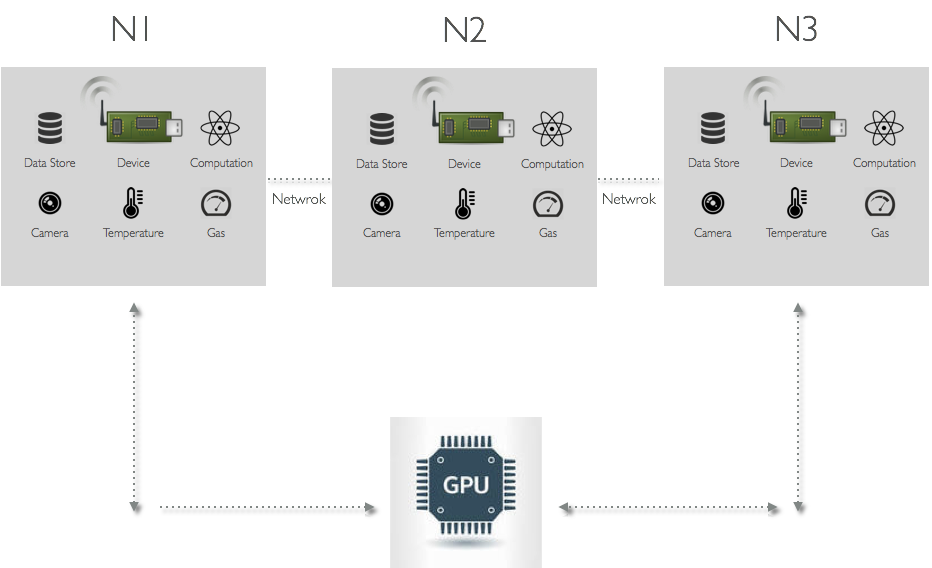 N1 N2 N3
Data Store Device Computation
Data Store Device Computation
Data Store Device Computation
Netwrok
Netwrok
Camera Temperature Gas
Camera Temperature Gas
Camera Temperature Gas
GPU